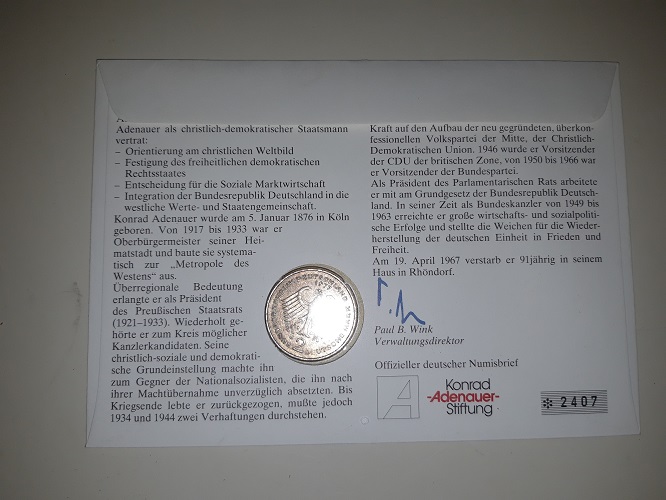 Adenauer als christlich-demokratischer Staatsmann
vertrat:
– Orientierung am christlichen Weltbild
– Festigung des freiheitlichen demokratischen
Rechtsstaates
– Entscheidung für die Soziale Marktwirtschaft
– Integration der Bundesrepublik Deutschland in die
westliche Werte- und Staatengemeinschaft.
Konrad Adenauer wurde am 5. Januar 1876 in Köln
geboren. Von 1917 bis 1933 war er
Oberbürgermeister seiner Hei-
matstadt und baute sie systema-
tisch zur „Metropole des
Westens“ aus.
Überregionale Bedeutung
erlangte er als Präsident
des Preußischen Staatsrats
(1921–1933). Wiederholt ge-
hörte er zum Kreis möglicher
Kanzlerkandidaten. Seine
christlich-soziale und demokrati-
sche Grundeinstellung machte ihn
zum Gegner der Nationalsozialisten, die ihn nach
ihrer Machtübernahme unverzüglich absetzten. Bis
Kriegsende lebte er zurückgezogen, mußte jedoch
1934 und 1944 zwei Verhaftungen durchstehen.
Kraft auf den Aufbau der neu gegründeten, überkon-
fessionellen Volkspartei der Mitte, der Christlich-
Demokratischen Union. 1946 wurde er Vorsitzender
der CDU der britischen Zone, von 1950 bis 1966 war
er Vorsitzender der Bundespartei.
Als Präsident des Parlamentarischen Rats arbeitete
er mit am Grundgesetz der Bundesrepublik Deutsch-
land. In seiner Zeit als Bundeskanzler von 1949 bis
1963 erreichte er große wirtschafts- und sozialpoliti-
sche Erfolge und stellte die Weichen für die Wieder-
herstellung der deutschen Einheit in Frieden und
Freiheit.
Am 19. April 1967 verstarb er 91jährig in seinem
Haus in Rhöndorf.
Paul B. Wink
Verwaltungsdirektor
Offizieller deutscher Numisbrief
A
Konrad
-Adenauer-
Stiftung
✻ 2407